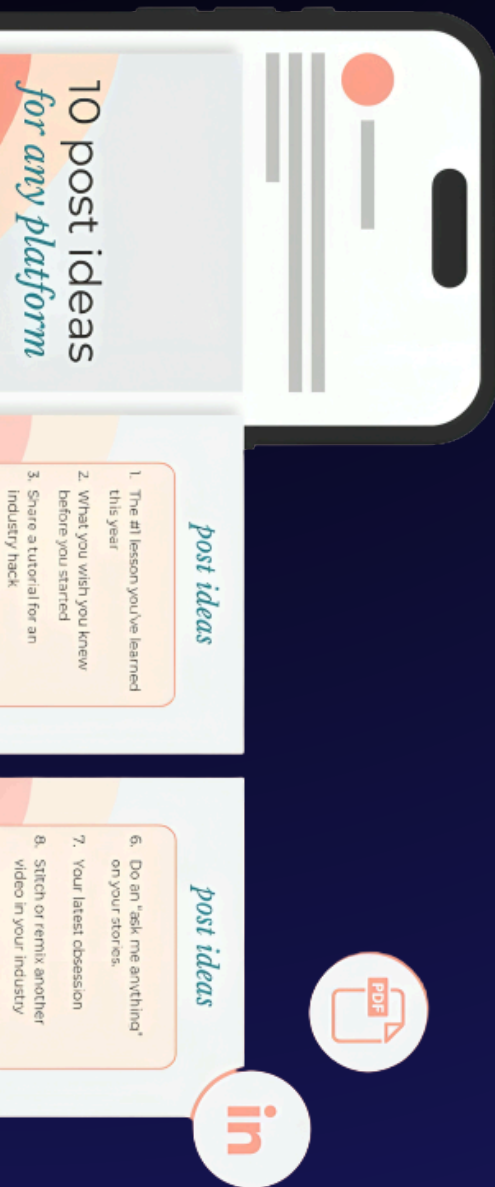 10 post ideas
for any platform
post ideas
1. The #1 lesson you've learned
this year
2. What you wish you knew
before you started
3. Share a tutorial for an
industry hack
post ideas
6. Do an "ask me anything"
on your stories.
7. Your latest obsession
8. Stitch or remix another
video in your industry
PDF
in